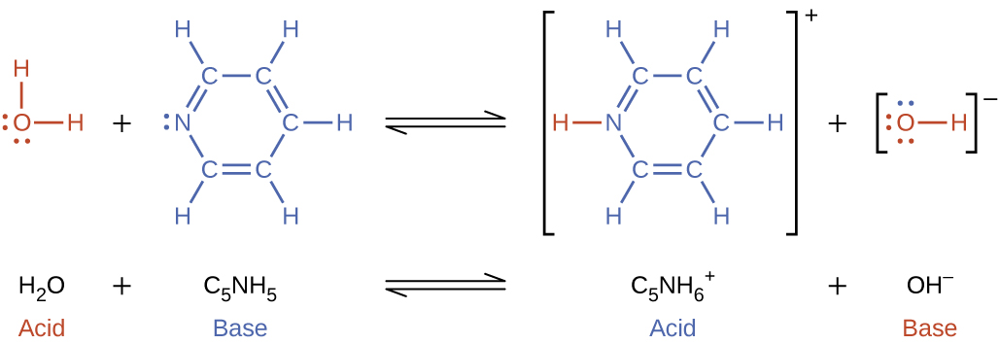 H H H H
C C C C
H
:O—H + :N C—H ⇌ H—N C—H + [:O—H]⁻
C C C C
H H H H
+
H₂O + C₅NH₅ ⇌ C₅NH₆⁺ + OH⁻
Acid Base Acid Base